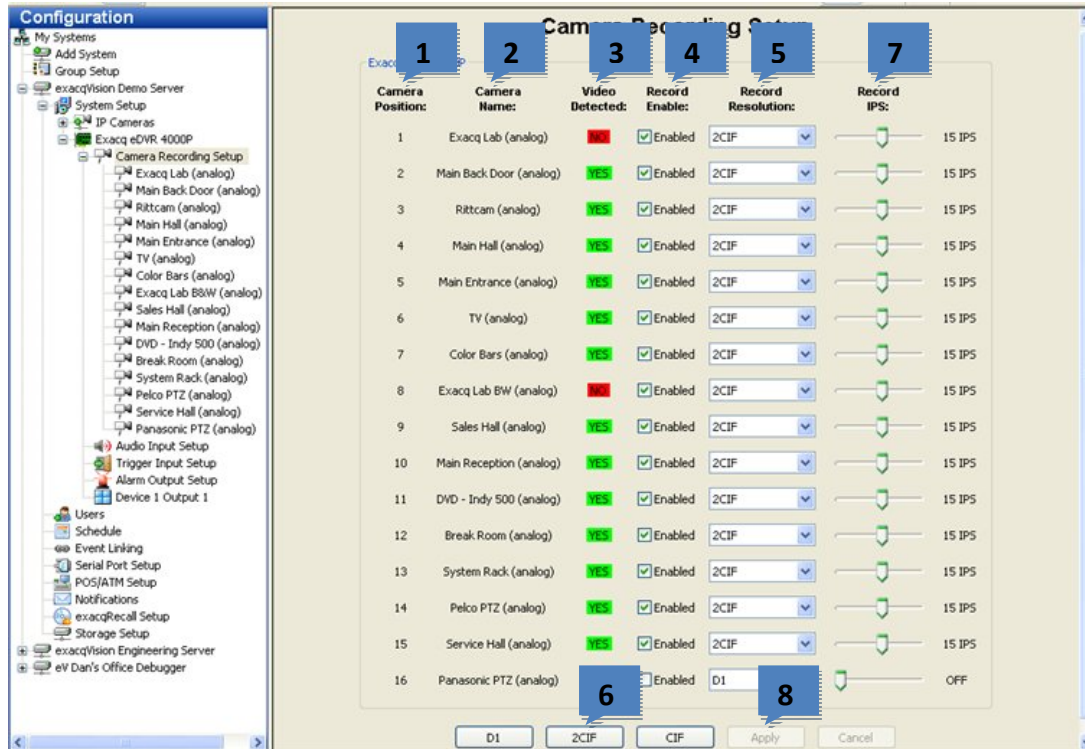 Configuration
My Systems
Add System
Group Setup
exacqVision Demo Server
System Setup
IP Cameras
Exacq eDVR 4000P
Camera Recording Setup
Exacq Lab (analog)
Main Back Door (analog)
Rittcam (analog)
Main Hall (analog)
Main Entrance (analog)
TV (analog)
Color Bars (analog)
Exacq Lab B&W (analog)
Sales Hall (analog)
Main Reception (analog)
DVD - Indy 500 (analog)
Break Room (analog)
System Rack (analog)
Pelco PTZ (analog)
Service Hall (analog)
Panasonic PTZ (analog)
Audio Input Setup
Trigger Input Setup
Alarm Output Setup
Device 1 Output 1
Users
Schedule
Event Linking
Serial Port Setup
POS/ATM Setup
Notifications
exacqRecall Setup
Storage Setup
exacqVision Engineering Server
eV Dan's Office Debugger
1 2 3 4 5 7
Camera Position: Camera Name: Video Detected: Record Enable: Record Resolution: Record IPS:
1 Exacq Lab (analog) NO Enabled 2CIF 15 IPS
2 Main Back Door (analog) YES Enabled 2CIF 15 IPS
3 Rittcam (analog) YES Enabled 2CIF 15 IPS
4 Main Hall (analog) YES Enabled 2CIF 15 IPS
5 Main Entrance (analog) YES Enabled 2CIF 15 IPS
6 TV (analog) YES Enabled 2CIF 15 IPS
7 Color Bars (analog) YES Enabled 2CIF 15 IPS
8 Exacq Lab BW (analog) NO Enabled 2CIF 15 IPS
9 Sales Hall (analog) YES Enabled 2CIF 15 IPS
10 Main Reception (analog) YES Enabled 2CIF 15 IPS
11 DVD - Indy 500 (analog) YES Enabled 2CIF 15 IPS
12 Break Room (analog) YES Enabled 2CIF 15 IPS
13 System Rack (analog) YES Enabled 2CIF 15 IPS
14 Pelco PTZ (analog) YES Enabled 2CIF 15 IPS
15 Service Hall (analog) YES Enabled 2CIF 15 IPS
16 Panasonic PTZ (analog) Enabled D1 OFF
6 8
D1 2CIF CIF Apply Cancel